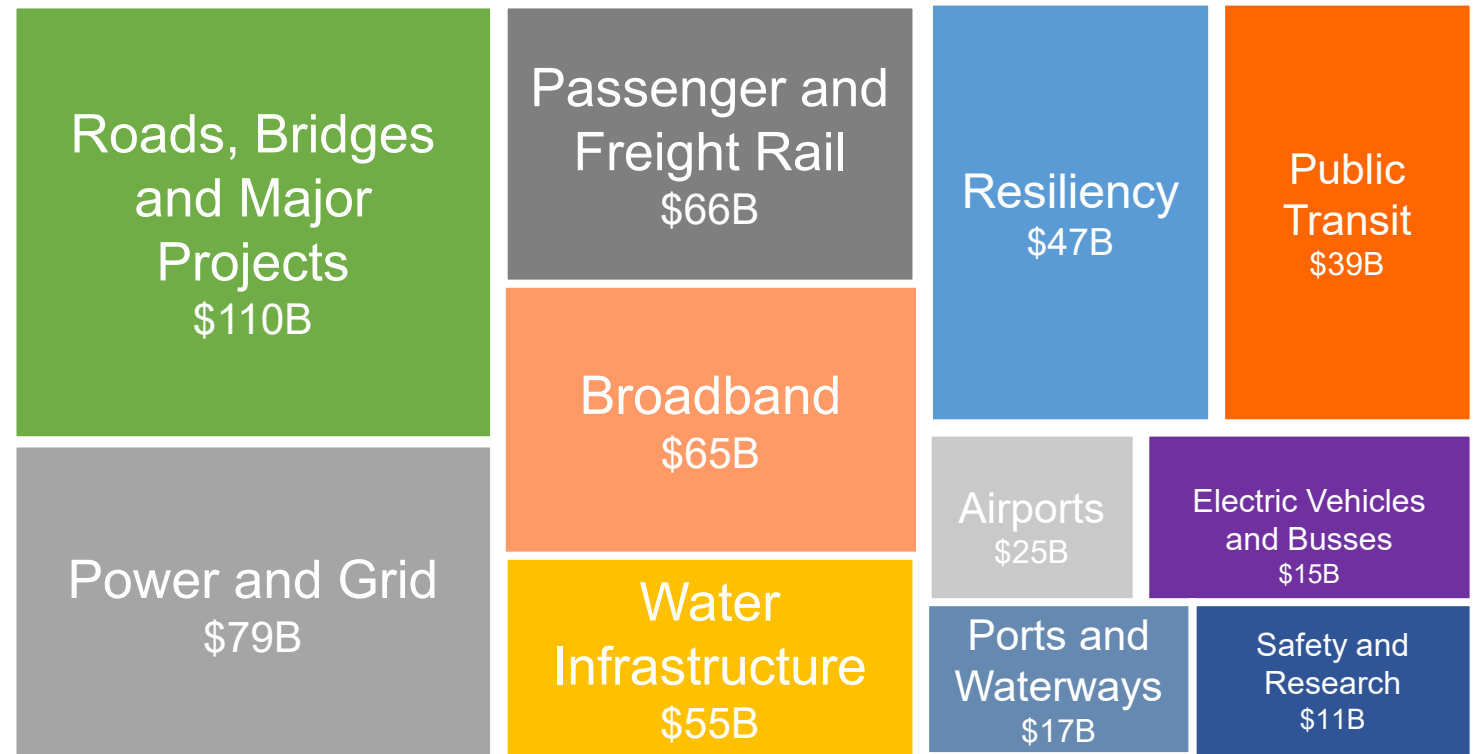 Roads, Bridges
and Major
Projects
$110B
Power and Grid
$79B
Passenger and
Freight Rail
$66B
Broadband
$65B
Water
Infrastructure
$55B
Resiliency
$47B
Public
Transit
$39B
Airports
$25B
Electric Vehicles
and Busses
$15B
Ports and
Waterways
$17B
Safety and
Research
$11B